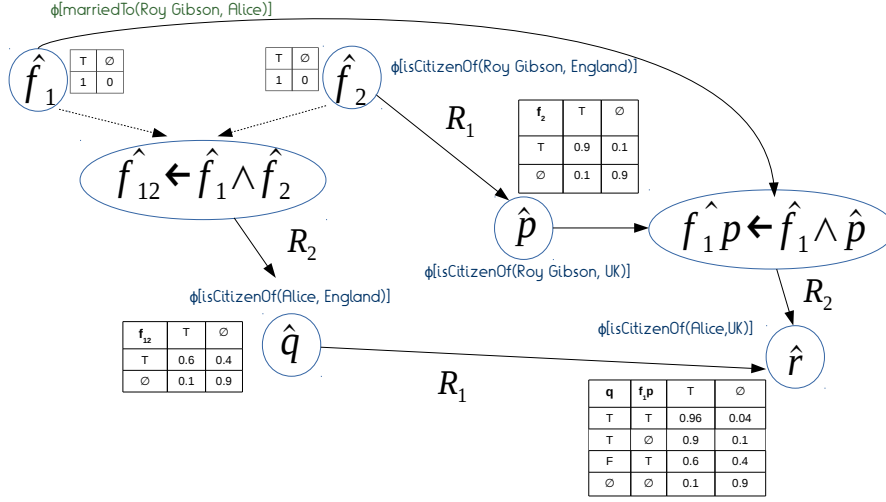 ϕ[marriedTo(Roy Gibson, Alice)]
f̂ 1
T ∅
1 0
T ∅
1 0
f̂ 2
ϕ[isCitizenOf(Roy Gibson, England)]
R1
f2 T ∅
T 0.9 0.1
∅ 0.1 0.9
f̂ 12 ← f̂ 1 ∧ f̂ 2
R2
p̂
ϕ[isCitizenOf(Roy Gibson, UK)]
f̂ 1 p ← f̂ 1 ∧ p̂
R2
ϕ[isCitizenOf(Alice, England)]
f12 T ∅
T 0.6 0.4
∅ 0.1 0.9
q̂
R1
ϕ[isCitizenOf(Alice,UK)]
r̂
q f1p T ∅
T T 0.96 0.04
T ∅ 0.9 0.1
F T 0.6 0.4
∅ ∅ 0.1 0.9